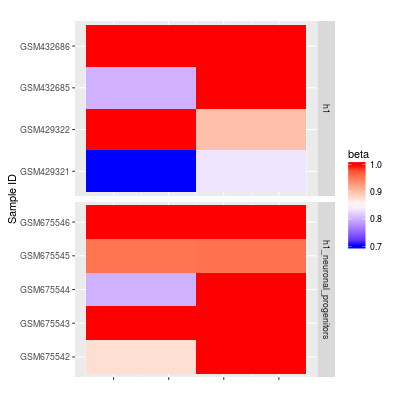 Sample ID
GSM432686
GSM432685
GSM429322
GSM429321
h1
GSM675546
GSM675545
GSM675544
GSM675543
GSM675542
h1_neuronal_progenitors
beta
1.0
0.9
0.8
0.7